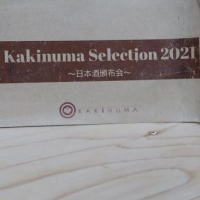 Kakinuma Selection 2021
～日本酒頒布会～
KAKINUMA